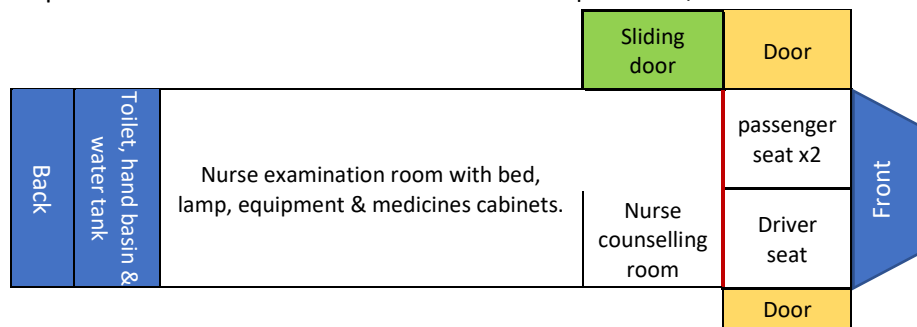 Sliding
door
Door
Back
Toilet, hand basin &
water tank
Nurse examination room with bed,
lamp, equipment & medicines cabinets.
Nurse
counselling
room
passenger
seat x2
Driver
seat
Front
Door